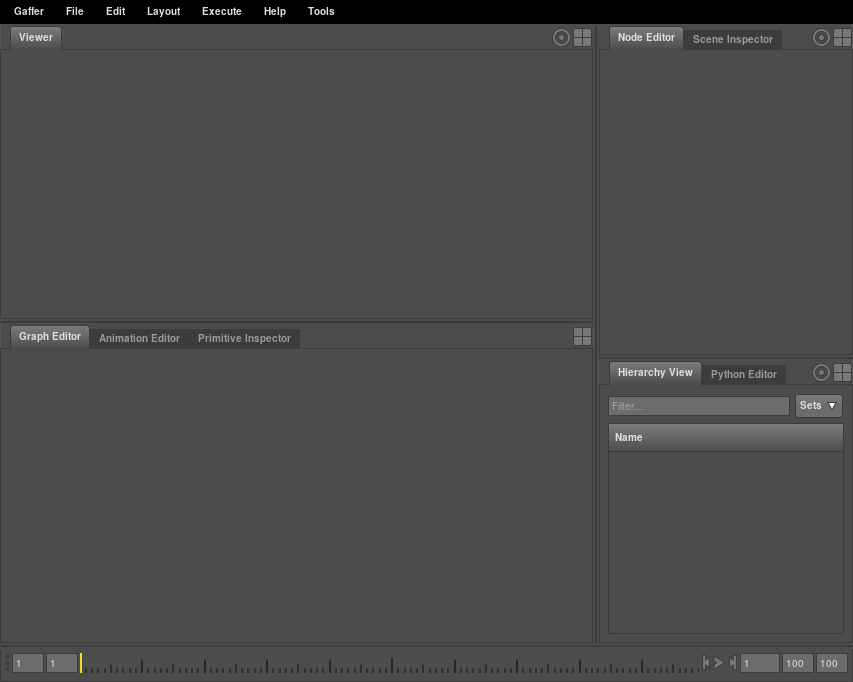 Gaffer File Edit Layout Execute Help Tools
Viewer
Node Editor Scene Inspector
Graph Editor Animation Editor Primitive Inspector
Hierarchy View Python Editor
Filter... Sets
Name
1 1 1 100 100